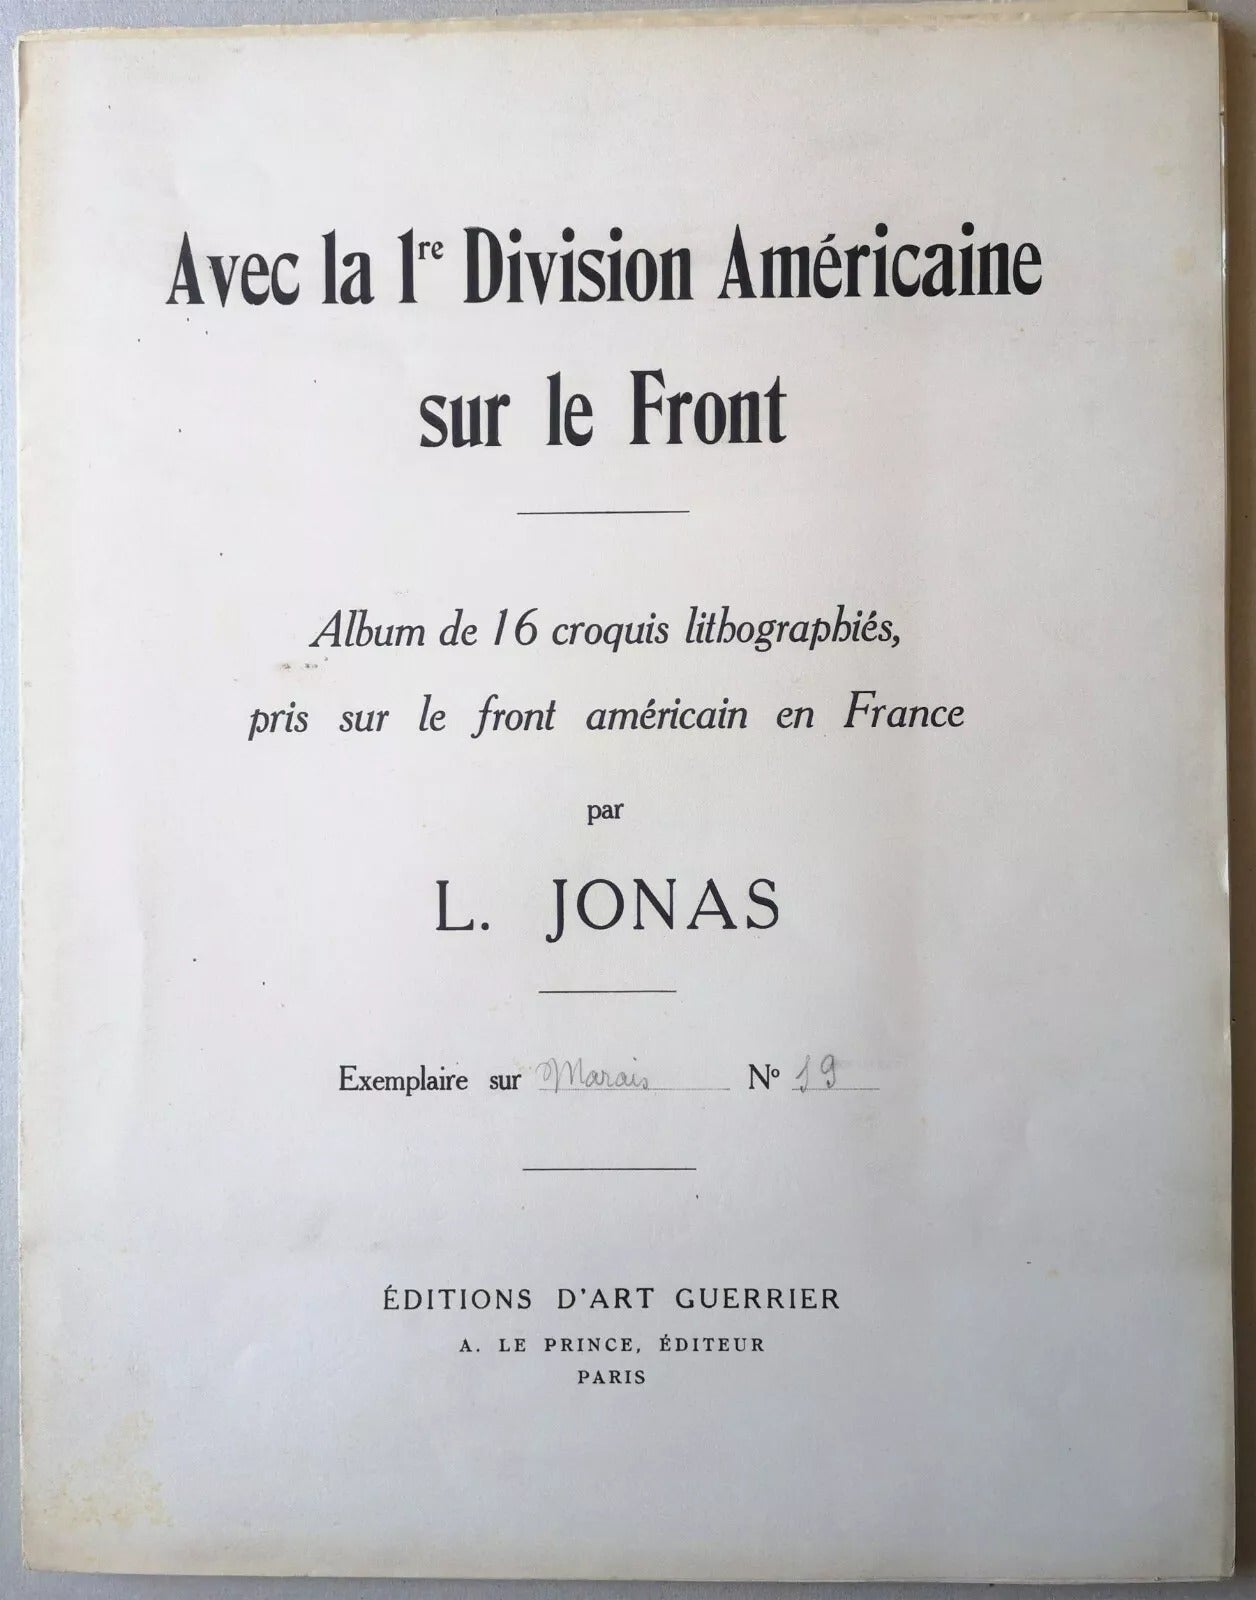 Avec la 1re Division Américaine
sur le Front
Album de 16 croquis lithographiés,
pris sur le front américain en France
par
L. JONAS
Exemplaire sur Marais No 19
ÉDITIONS D'ART GUERRIER
A. LE PRINCE, ÉDITEUR
PARIS